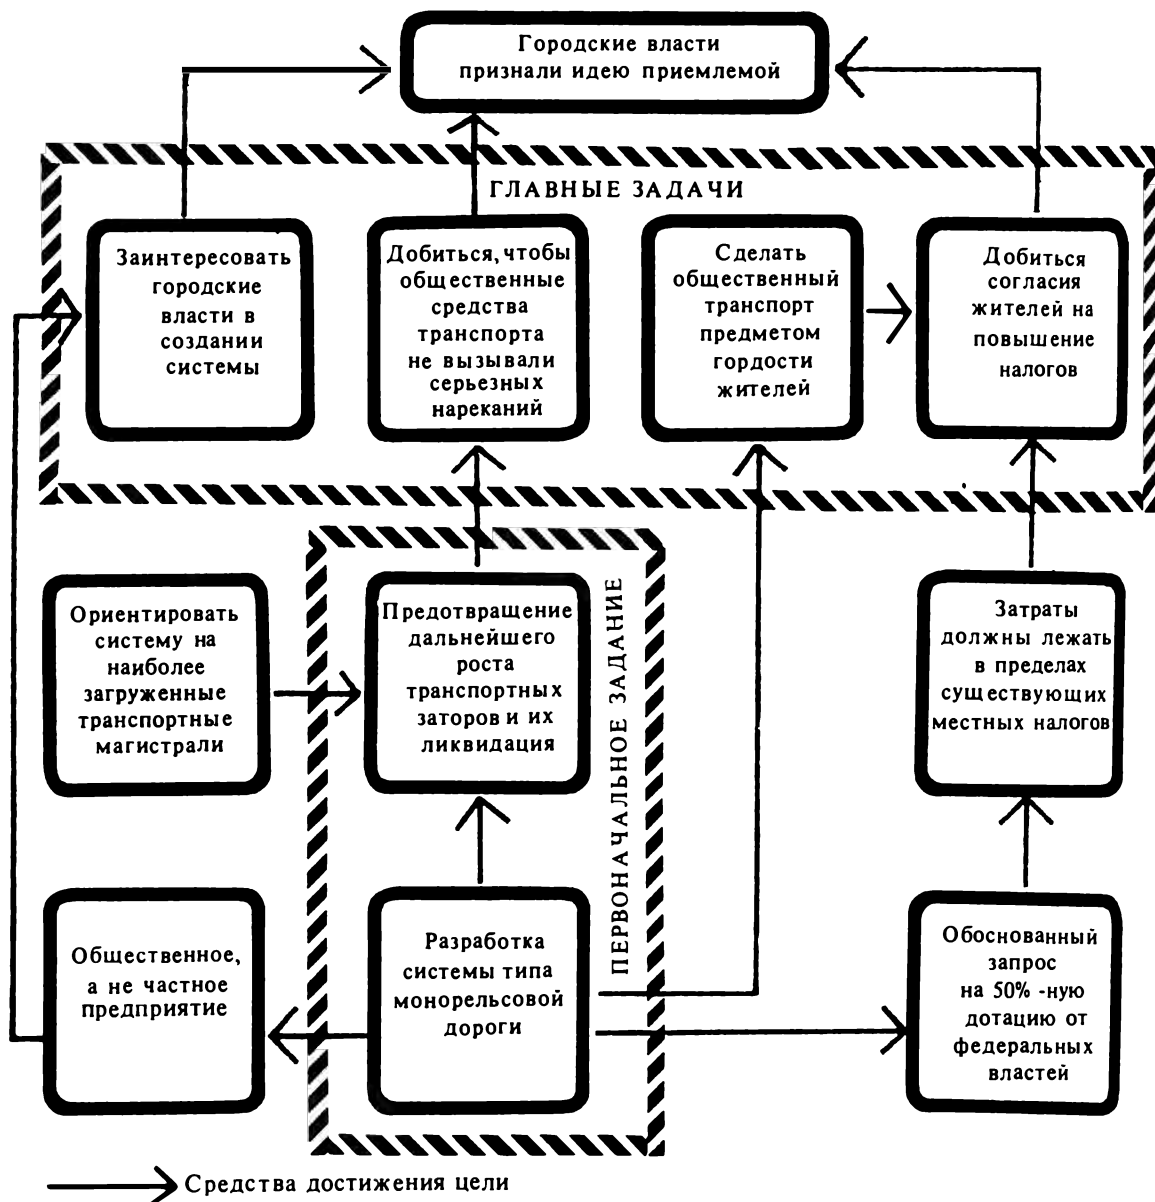 Городские власти
признали идею приемлемой
ГЛАВНЫЕ ЗАДАЧИ
Заинтересовать
городские
власти в
создании
системы
Добиться, чтобы
общественные
средства
транспорта
не вызывали
серьезных
нареканий
Сделать
общественный
транспорт
предметом
гордости
жителей
Добиться
согласия
жителей на
повышение
налогов
Ориентировать
систему на
наиболее
загруженные
транспортные
магистрали
Предотвращение
дальнейшего
роста
транспортных
заторов и их
ликвидация
ПЕРВОНАЧАЛЬНОЕ ЗАДАНИЕ
Затраты
должны лежать
в пределах
существующих
местных налогов
Общественное,
а не частное
предприятие
Разработка
системы типа
монорельсовой
дороги
Обоснованный
запрос
на 50% -ную
дотацию от
федеральных
властей
Средства достижения цели